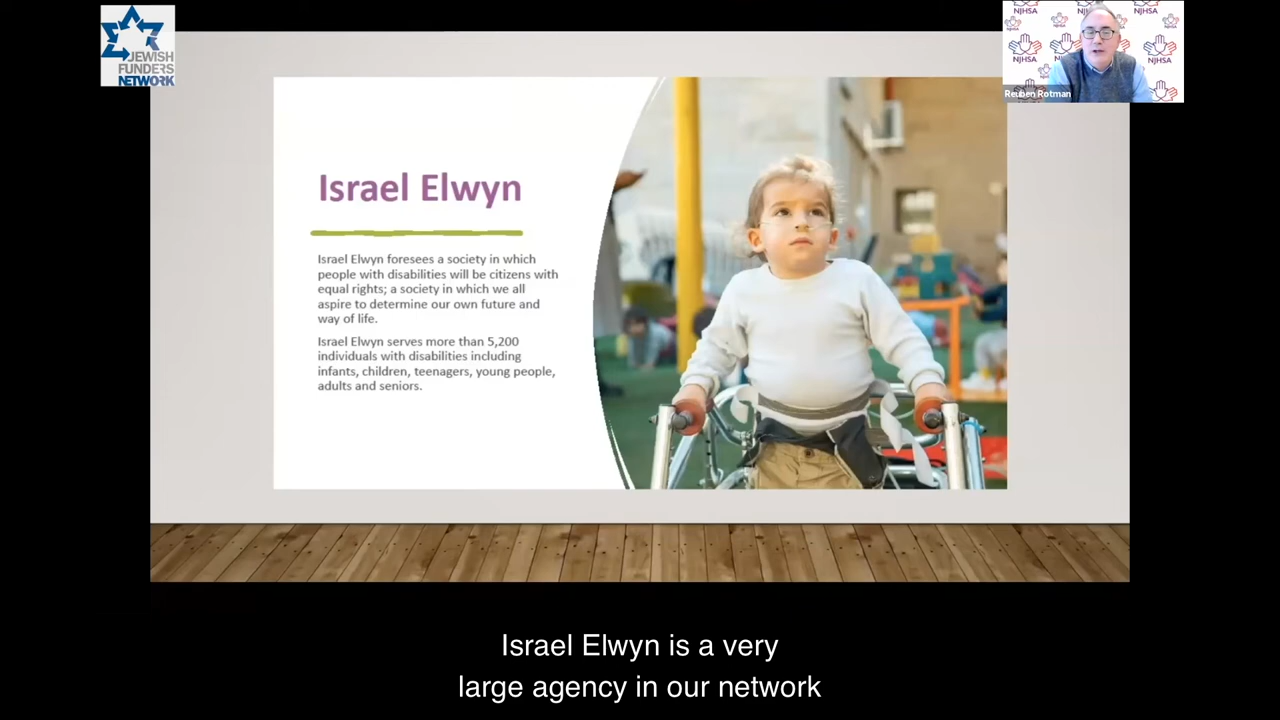 JEWISH
FUNDERS
NETWORK
NJHSA
NJHSA
NJHSA
NJHSA
Reuben Rotman
Israel Elwyn
Israel Elwyn foresees a society in which
people with disabilities will be citizens with
equal rights; a society in which we all
aspire to determine our own future and
way of life.
Israel Elwyn serves more than 5,200
individuals with disabilities including
infants, children, teenagers, young people,
adults and seniors.
Israel Elwyn is a very
large agency in our network